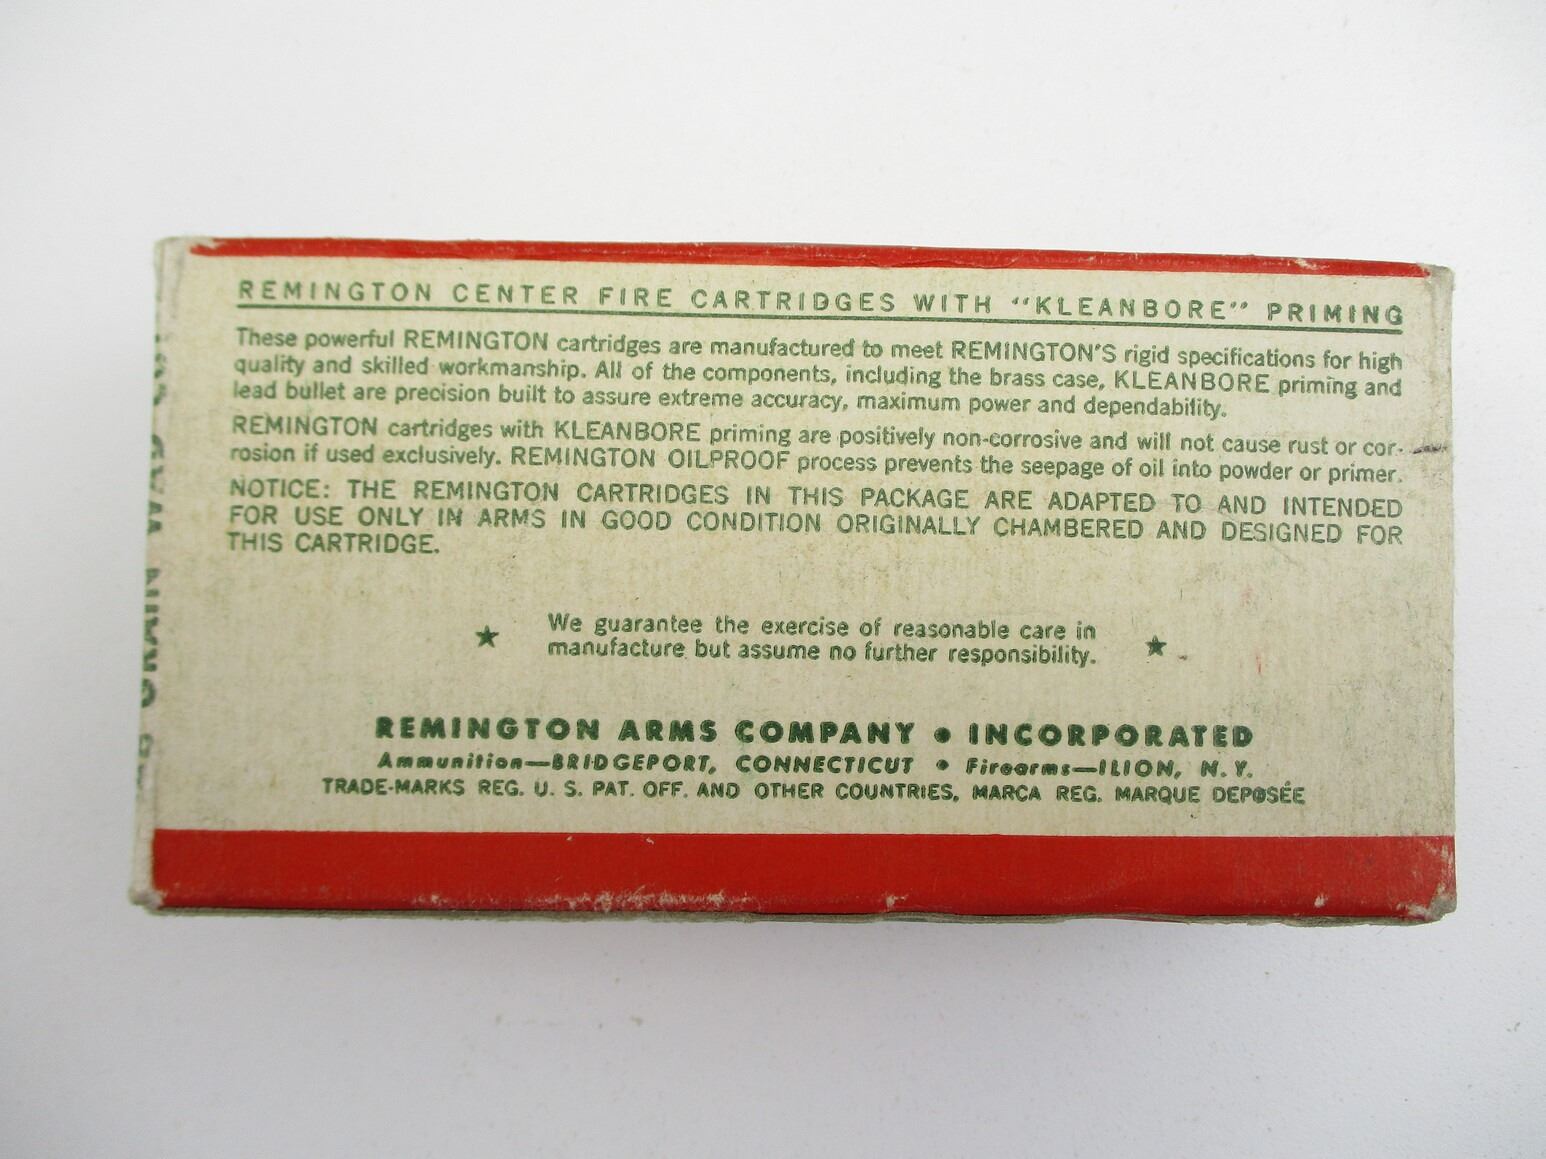 REMINGTON CENTER FIRE CARTRIDGES WITH "KLEANBORE" PRIMING
These powerful REMINGTON cartridges are manufactured to meet REMINGTON'S rigid specifications for high
quality and skilled workmanship. All of the components, including the brass case, KLEANBORE priming and
lead bullet are precision built to assure extreme accuracy, maximum power and dependability.
REMINGTON cartridges with KLEANBORE priming are positively non-corrosive and will not cause rust or cor-
rosion if used exclusively. REMINGTON OILPROOF process prevents the seepage of oil into powder or primer.
NOTICE: THE REMINGTON CARTRIDGES IN THIS PACKAGE ARE ADAPTED TO AND INTENDED
FOR USE ONLY IN ARMS IN GOOD CONDITION ORIGINALLY CHAMBERED AND DESIGNED FOR
THIS CARTRIDGE.
★ We guarantee the exercise of reasonable care in ★
manufacture but assume no further responsibility.
REMINGTON ARMS COMPANY • INCORPORATED
Ammunition—BRIDGEPORT, CONNECTICUT • Firearms—ILION, N. Y.
TRADE-MARKS REG. U. S. PAT. OFF. AND OTHER COUNTRIES, MARCA REG. MARQUE DEPOSÉE